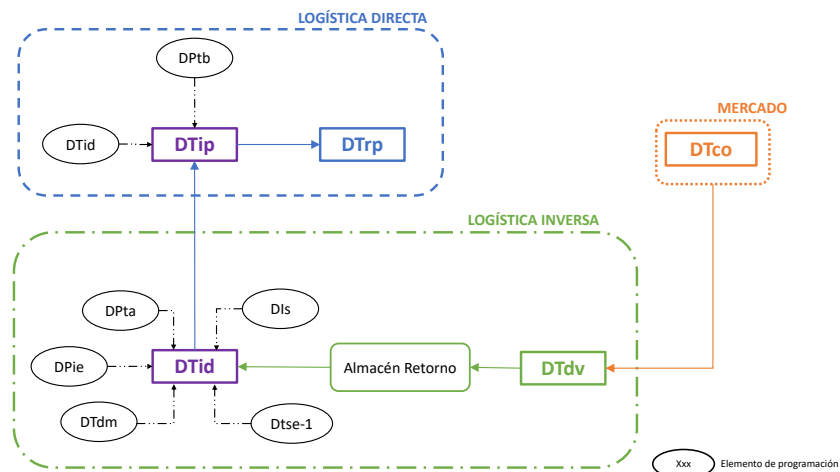 LOGÍSTICA DIRECTA
DPtb
DTid
DTip
DTrp
MERCADO
DTco
LOGÍSTICA INVERSA
DPta
DIs
DPie
DTid
Almacén Retorno
DTdv
DTdm
Dtse-1
Xxx
Elemento de programación